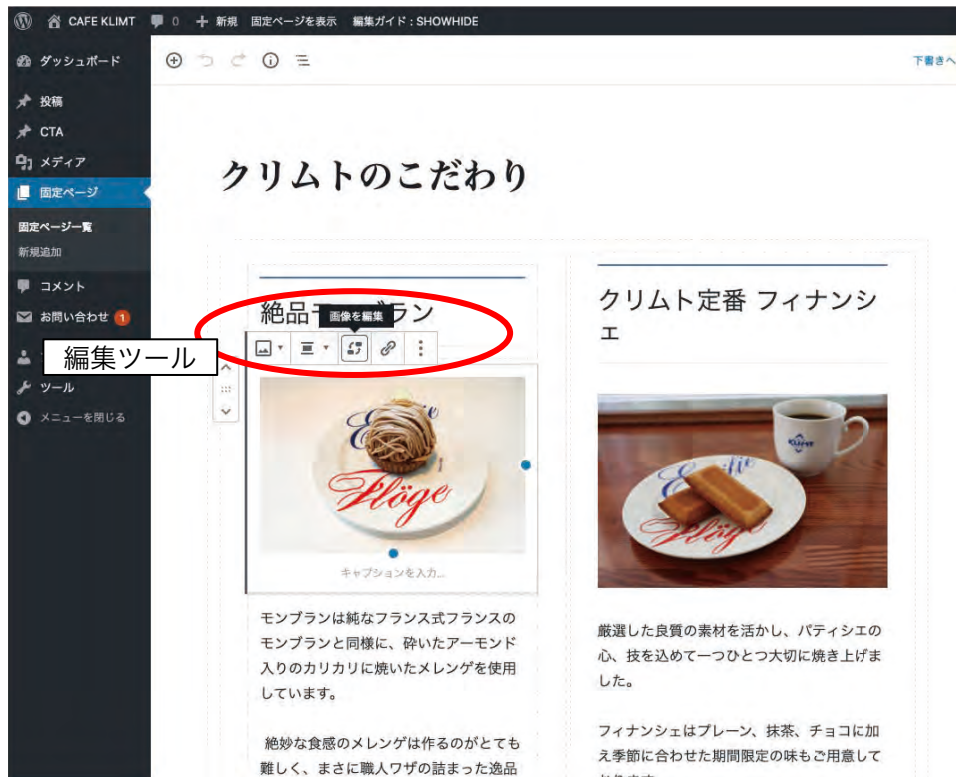 CAFE KLIMT 0 新規 固定ページを表示 編集ガイド : SHOWHIDE
ダッシュボード
投稿
CTA
メディア
固定ページ
固定ページ一覧
新規追加
コメント
お問い合わせ 1
ツール
メニューを閉じる
編集ツール
下書きへ
クリムトのこだわり
絶品モンブラン
画像を編集
Emilie
Flöge
キャプションを入力...
モンブランは純なフランス式フランスの
モンブランと同様に、砕いたアーモンド
入りのカリカリに焼いたメレンゲを使用
しています。
絶妙な食感のメレンゲは作るのがとても
難しく、まさに職人ワザの詰まった逸品
クリムト定番 フィナンシ
ェ
KLIMT
Flöge
厳選した良質の素材を活かし、パティシエの
心、技を込めて一つひとつ大切に焼き上げま
した。
フィナンシェはプレーン、抹茶、チョコに加
え季節に合わせた期間限定の味もご用意して